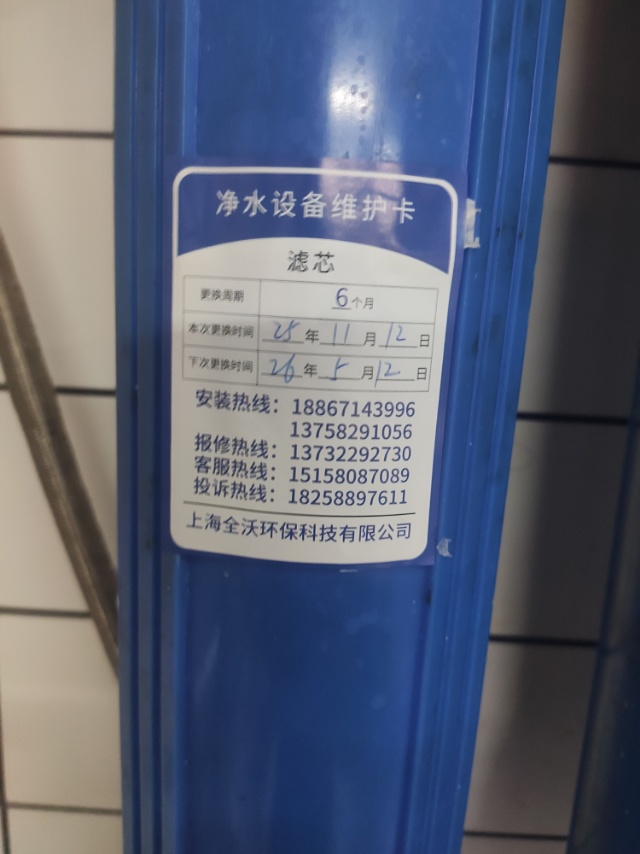 净水设备维护卡
滤芯
更换周期 6个月
本次更换时间 25年11月12日
下次更换时间 26年5月12日
安装热线：18867143996
13758291056
报修热线：13732292730
客服热线：15158087089
投诉热线：18258897611
上海全沃环保科技有限公司